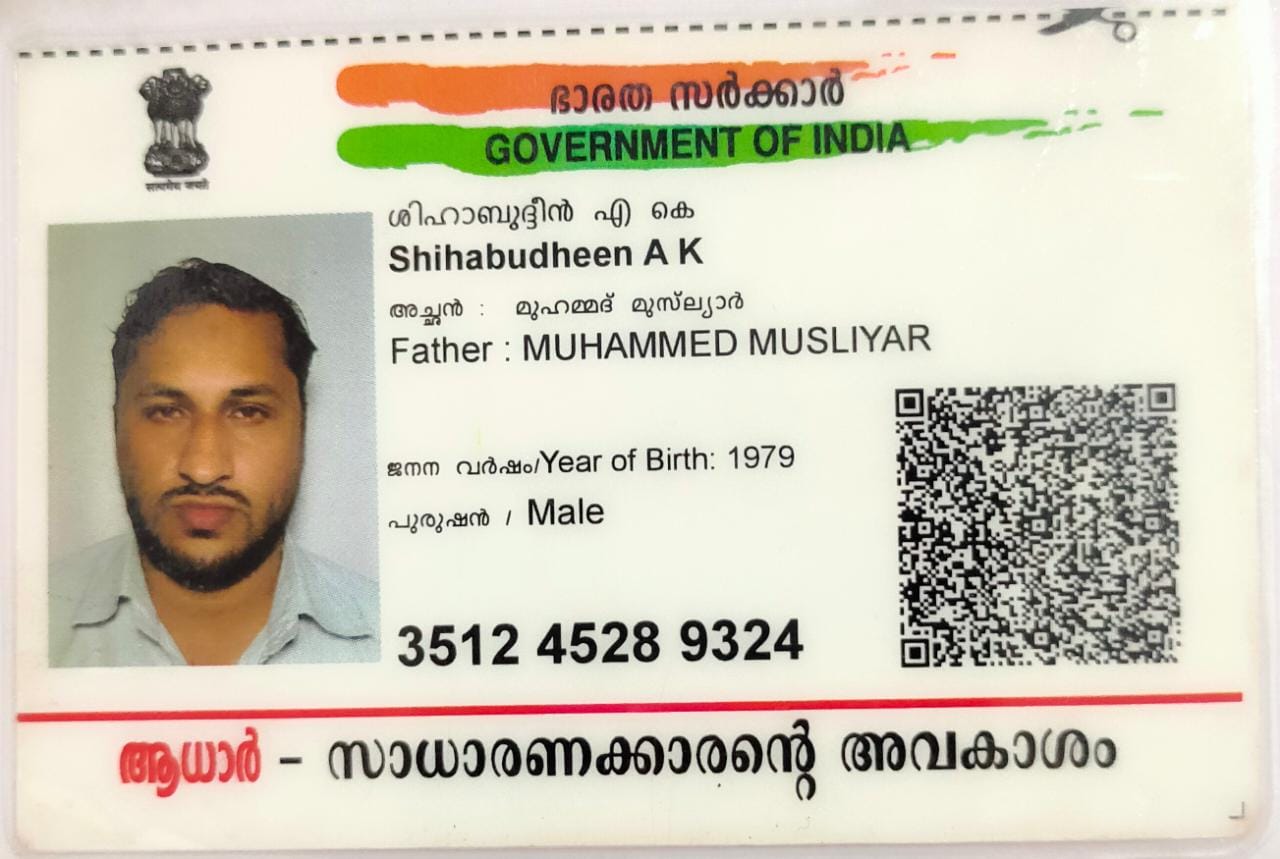 ഭാരത സർക്കാർ
GOVERNMENT OF INDIA
सत्यमेव जयते
ശിഹാബുദ്ദീൻ എ കെ
Shihabudheen A K
അച്ഛൻ : മുഹമ്മദ് മുസ്‌ല്യാർ
Father : MUHAMMED MUSLIYAR
ജനന വർഷം/Year of Birth: 1979
പുരുഷൻ / Male
3512 4528 9324
ആധാർ - സാധാരണക്കാരന്റെ അവകാശം